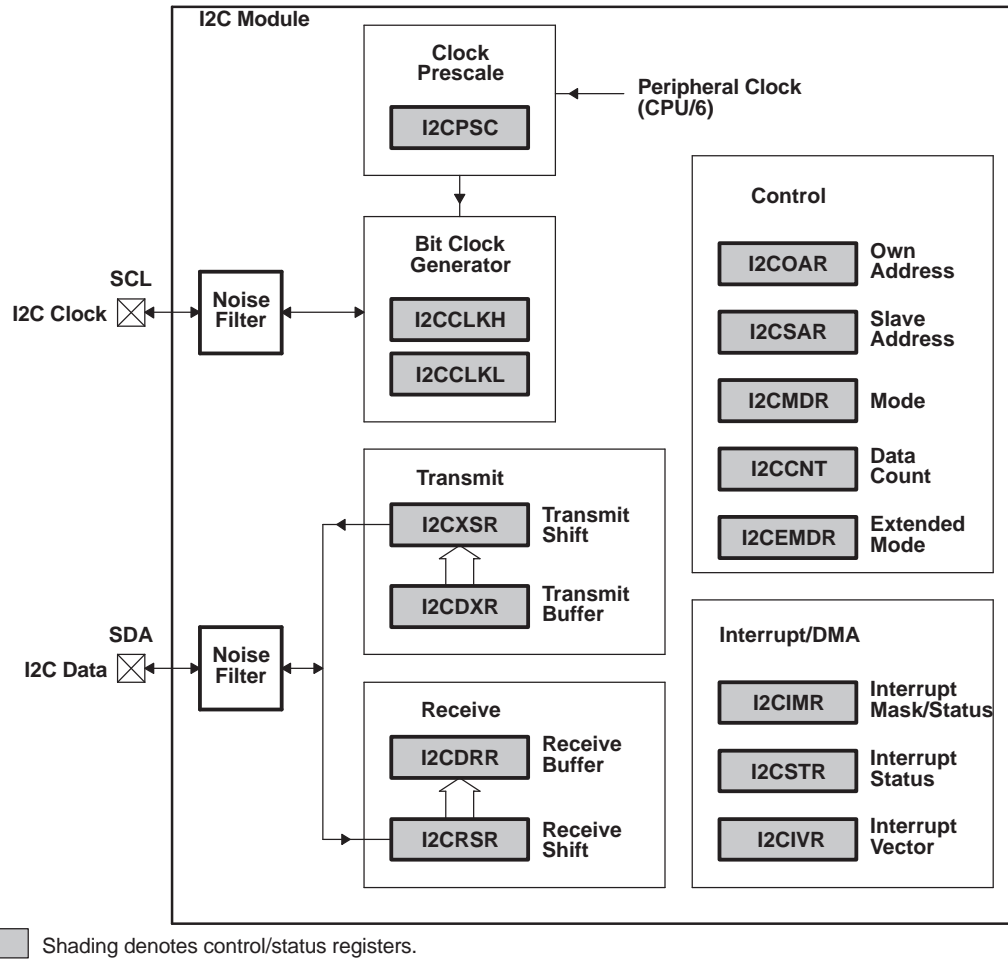 I2C Module
Clock
Prescale
I2CPSC
Peripheral Clock
(CPU/6)
Bit Clock
Generator
I2CCLKH
I2CCLKL
SCL
I2C Clock
Noise
Filter
Control
I2COAR
Own
Address
I2CSAR
Slave
Address
I2CMDR
Mode
I2CCNT
Data
Count
I2CEMDR
Extended
Mode
Transmit
I2CXSR
Transmit
Shift
I2CDXR
Transmit
Buffer
SDA
I2C Data
Noise
Filter
Receive
I2CDRR
Receive
Buffer
I2CRSR
Receive
Shift
Interrupt/DMA
I2CIMR
Interrupt
Mask/Status
I2CSTR
Interrupt
Status
I2CIVR
Interrupt
Vector
Shading denotes control/status registers.